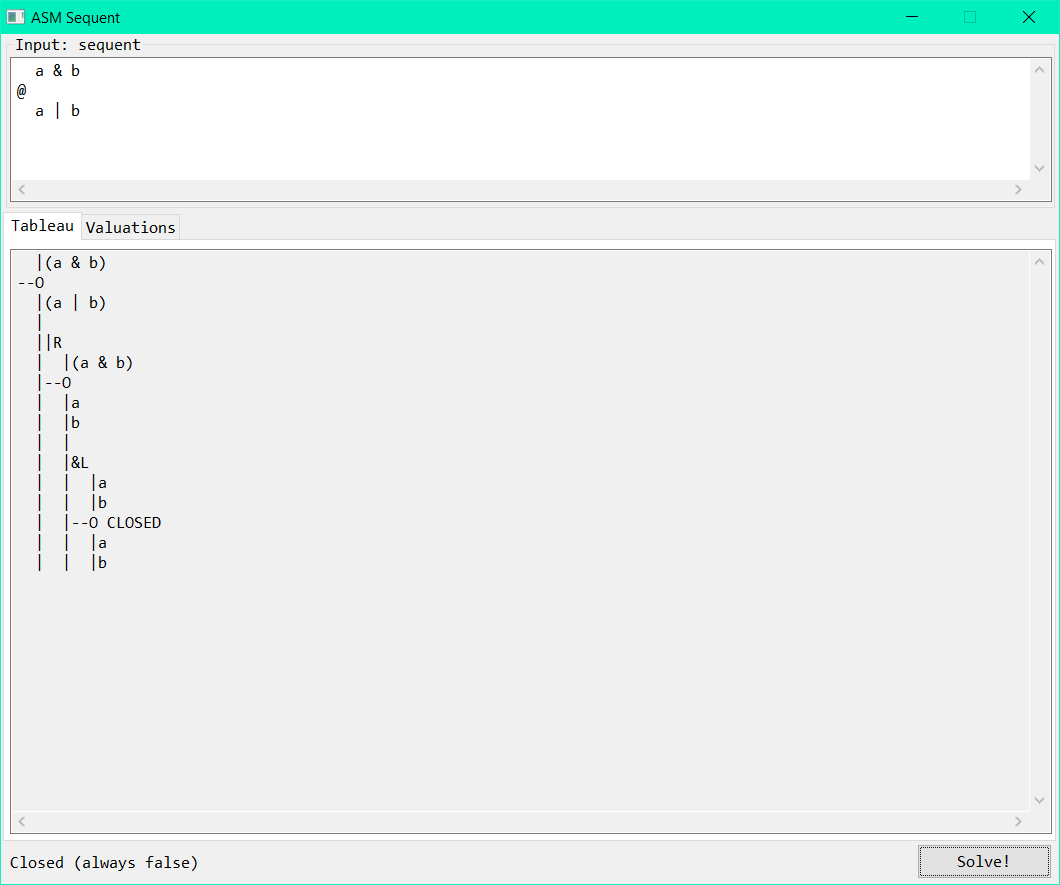 ASM Sequent
Input: sequent
  a & b
@
  a | b
Tableau Valuations
  |(a & b)
--O
  |(a | b)
  |
  ||R
  |  |(a & b)
  |--O
  |  |a
  |  |b
  |  |
  |  |&L
  |  |  |a
  |  |  |b
  |  |--O CLOSED
  |  |  |a
  |  |  |b
Closed (always false)
Solve!